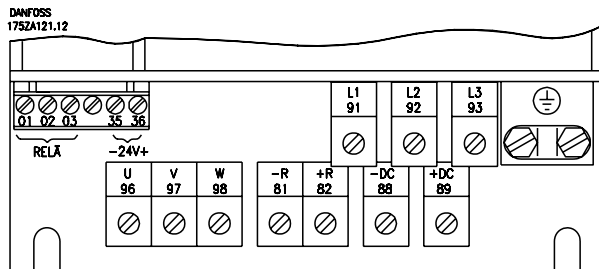 DANFOSS
175ZA121.12
L1 L2 L3
91 92 93
01 02 03 35 36
RELÄ -24V+
U V W -R +R -DC +DC
96 97 98 81 82 88 89